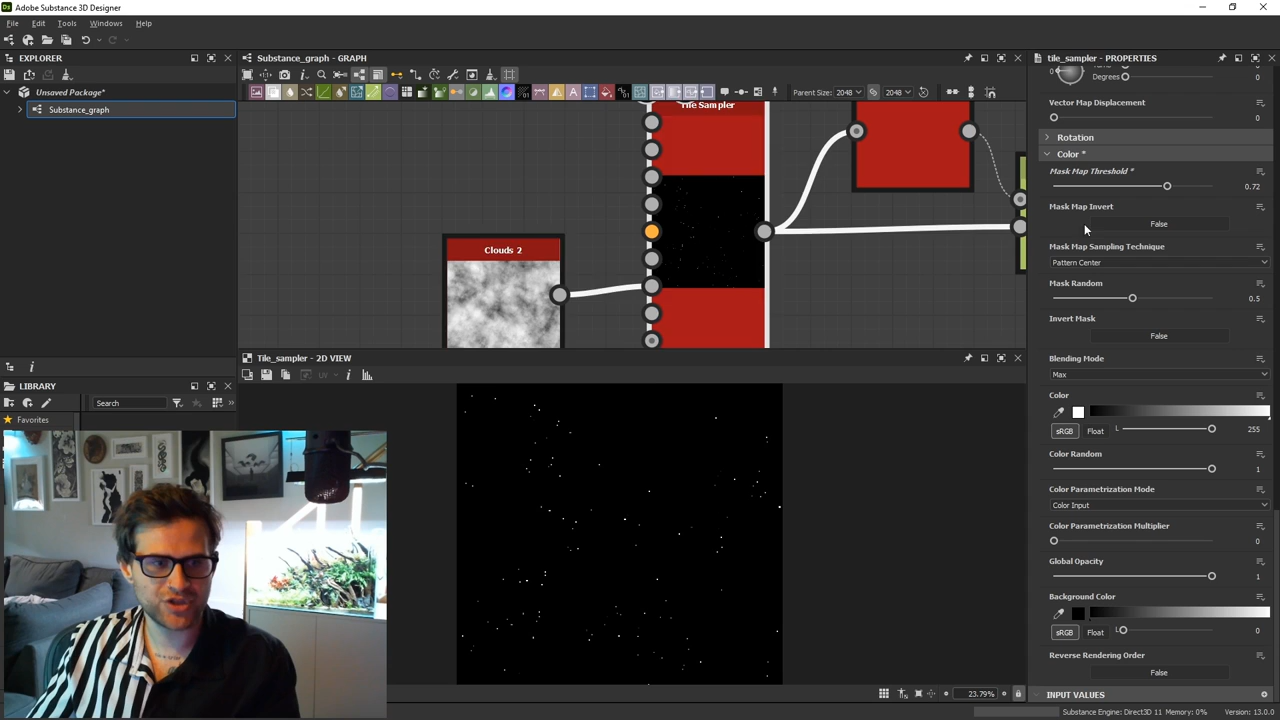 Adobe Substance 3D Designer
File Edit Tools Windows Help
EXPLORER
Unsaved Package*
Substance_graph
LIBRARY
Search
Favorites
Substance_graph - GRAPH
Parent Size: 2048 2048
Tile Sampler
Clouds 2
Tile_sampler - 2D VIEW
UV
23.79%
tile_sampler - PROPERTIES
0
Degrees 0
Vector Map Displacement
0
Rotation
Color *
Mask Map Threshold *
0.72
Mask Map Invert
False
Mask Map Sampling Technique
Pattern Center
Mask Random
0.5
Invert Mask
False
Blending Mode
Max
Color
sRGB Float L 255
Color Random
1
Color Parametrization Mode
Color Input
Color Parametrization Multiplier
0
Global Opacity
1
Background Color
sRGB Float L 0
Reverse Rendering Order
False
INPUT VALUES
Substance Engine: Direct3D 11 Memory: 0% Version: 13.0.0